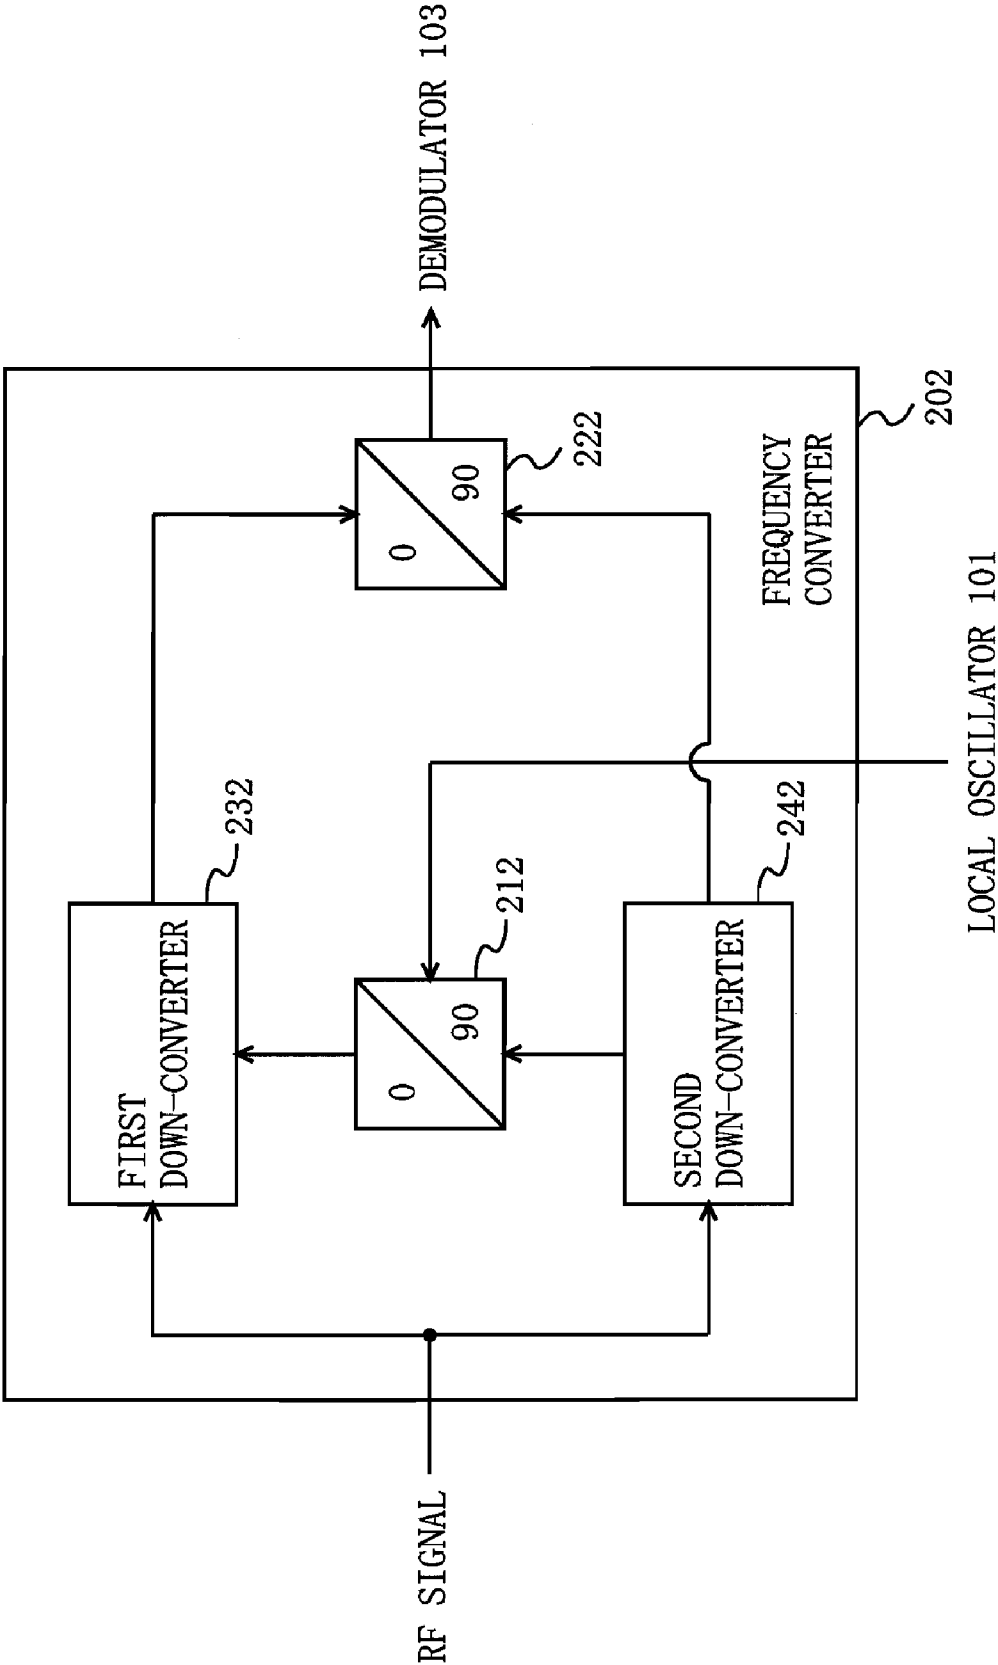 FIRST
DOWN-CONVERTER
232
0
90
222
DEMODULATOR 103
RF SIGNAL
0
90
212
SECOND
DOWN-CONVERTER
242
FREQUENCY
CONVERTER
202
LOCAL OSCILLATOR 101